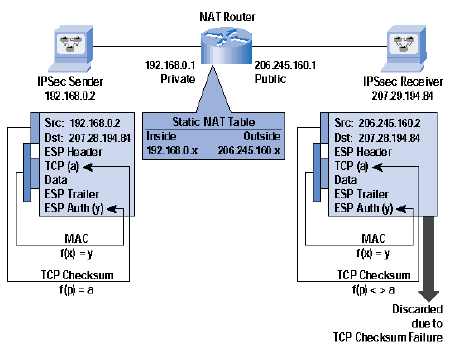 NAT Router
192.168.0.1
Private
206.245.160.1
Public
IPSec Sender
192.168.0.2
IPSsec Receiver
207.29.194.84
Static NAT Table
Inside Outside
192.168.0.x 206.245.160.x
Src: 192.168.0.2
Dst: 207.28.194.84
ESP Header
TCP (a)
Data
ESP Trailer
ESP Auth (y)
MAC
f(x) = y
TCP Checksum
f(p) = a
Src: 206.245.160.2
Dst: 207.28.194.84
ESP Header
TCP (a)
Data
ESP Trailer
ESP Auth (y)
MAC
f(x) = y
TCP Checksum
f(p) < > a
Discarded
due to
TCP Checksum Failure